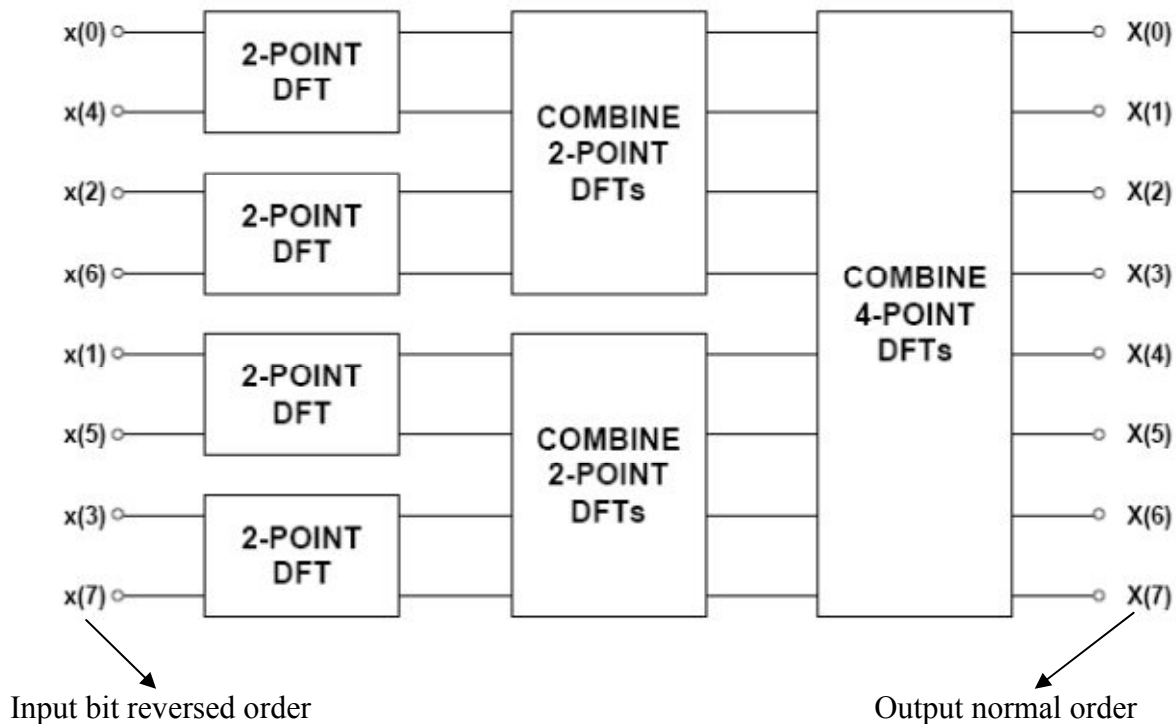 x(0)
x(4)
x(2)
x(6)
x(1)
x(5)
x(3)
x(7)
2-POINT
DFT
2-POINT
DFT
2-POINT
DFT
2-POINT
DFT
COMBINE
2-POINT
DFTs
COMBINE
2-POINT
DFTs
COMBINE
4-POINT
DFTs
X(0)
X(1)
X(2)
X(3)
X(4)
X(5)
X(6)
X(7)
Input bit reversed order
Output normal order